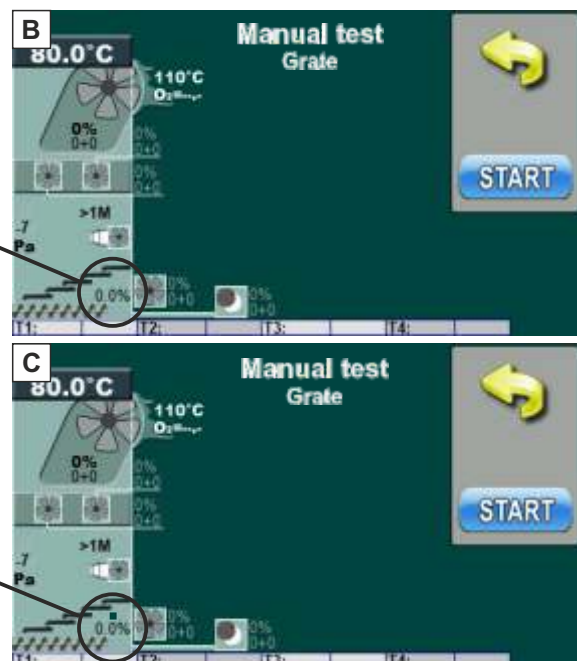 B
Manual test
Grate
80.0°C
110°C
O₂=--,-
0%
0+0
0%
0+0
0%
0+0
START
>1M
-7
Pa
0.0%
0%
0+0
0%
0+0
T1:
T2:
T3:
T4:
C
Manual test
Grate
80.0°C
110°C
O₂=--,-
0%
0+0
0%
0+0
0%
0+0
START
>1M
-7
Pa
0.0%
0%
0+0
0%
0+0
T1:
T2:
T3:
T4: